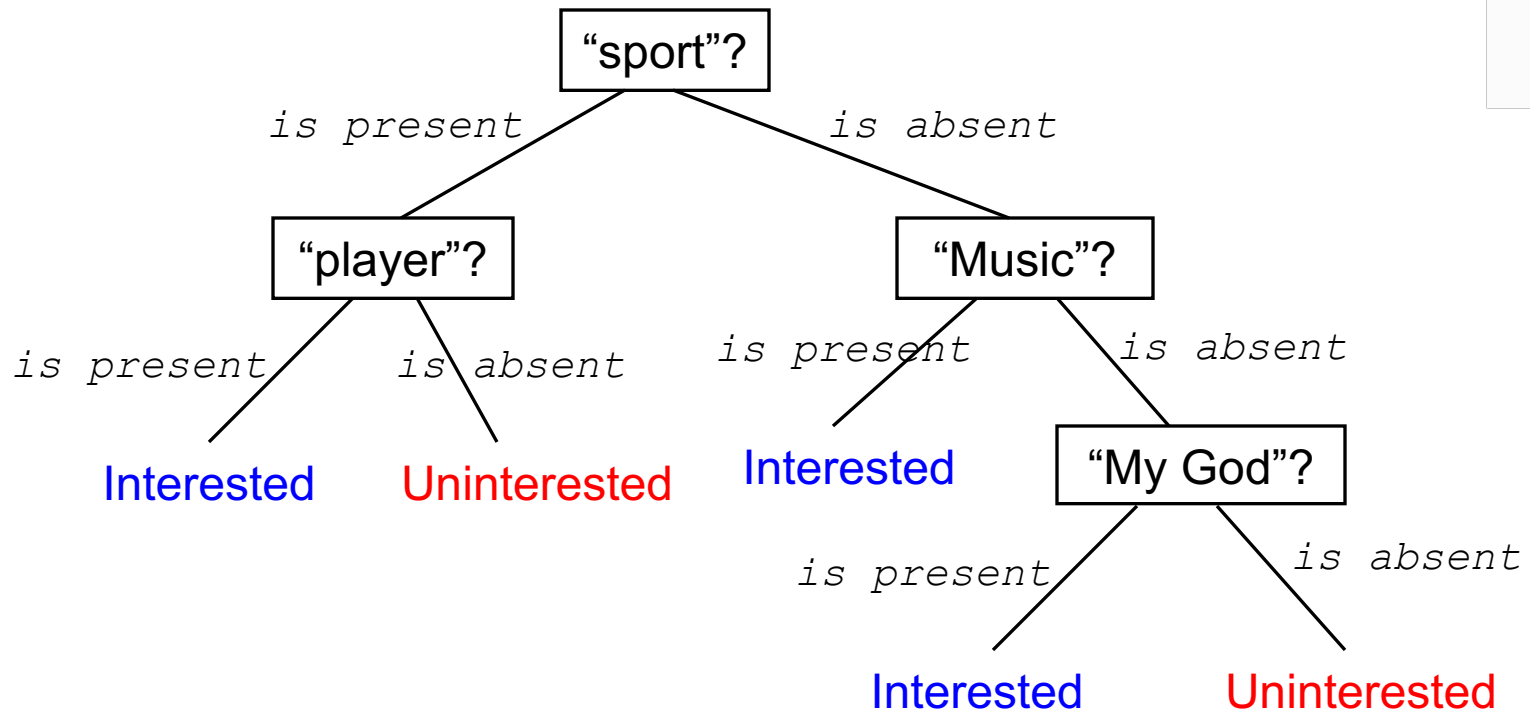 “sport”?
is present
is absent
“player”?
“Music”?
is present
is absent
is present
is absent
Interested
Uninterested
Interested
“My God”?
is present
is absent
Interested
Uninterested